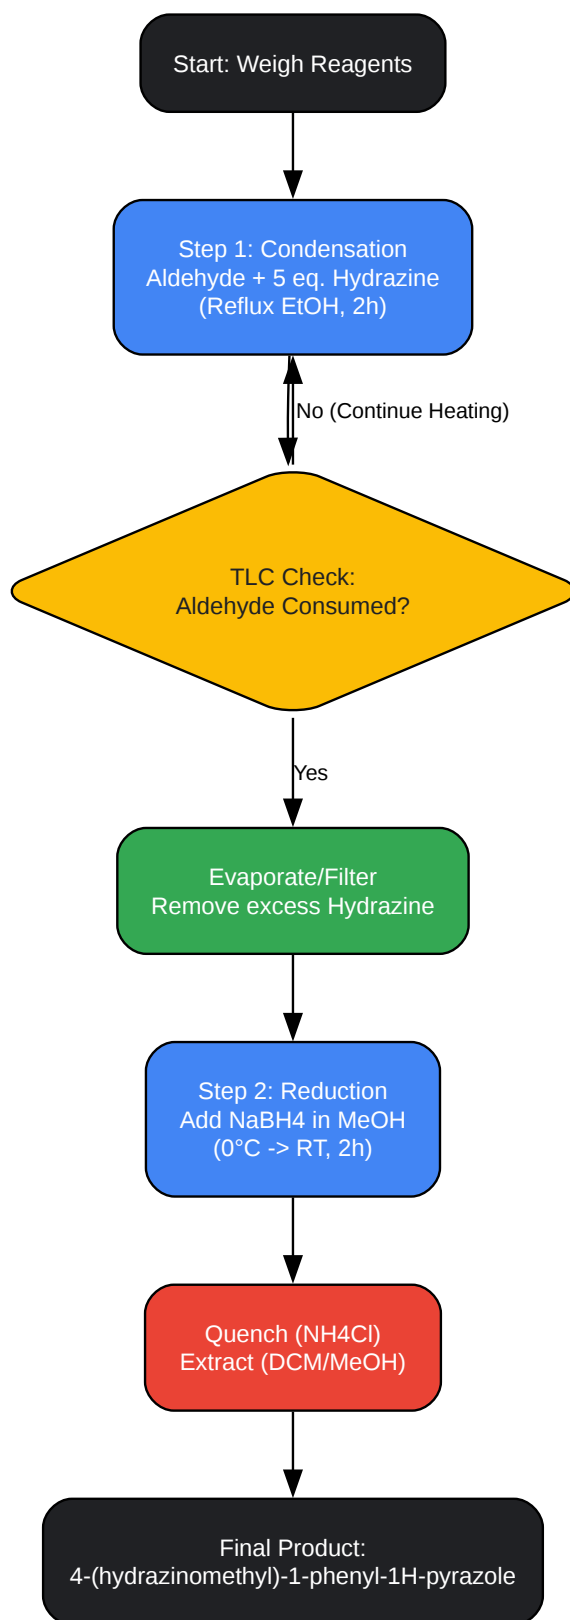 Start: Weigh Reagents
Step 1: Condensation
Aldehyde + 5 eq. Hydrazine
(Reflux EtOH, 2h)
No (Continue Heating)
TLC Check:
Aldehyde Consumed?
Yes
Evaporate/Filter
Remove excess Hydrazine
Step 2: Reduction
Add NaBH4 in MeOH
(0°C -> RT, 2h)
Quench (NH4Cl)
Extract (DCM/MeOH)
Final Product:
4-(hydrazinomethyl)-1-phenyl-1H-pyrazole